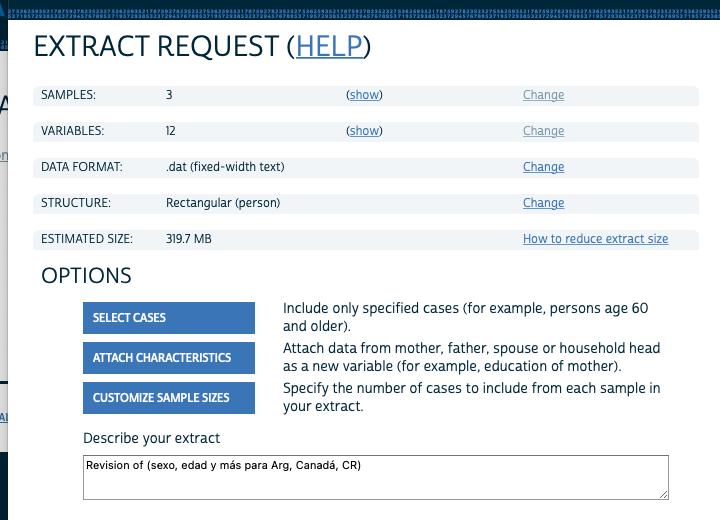 EXTRACT REQUEST (HELP)
SAMPLES: 3 (show) Change
VARIABLES: 12 (show) Change
DATA FORMAT: .dat (fixed-width text) Change
STRUCTURE: Rectangular (person) Change
ESTIMATED SIZE: 319.7 MB How to reduce extract size
OPTIONS
SELECT CASES
Include only specified cases (for example, persons age 60
and older).
ATTACH CHARACTERISTICS
Attach data from mother, father, spouse or household head
as a new variable (for example, education of mother).
CUSTOMIZE SAMPLE SIZES
Specify the number of cases to include from each sample in
your extract.
Describe your extract
Revision of (sexo, edad y más para Arg, Canadá, CR)